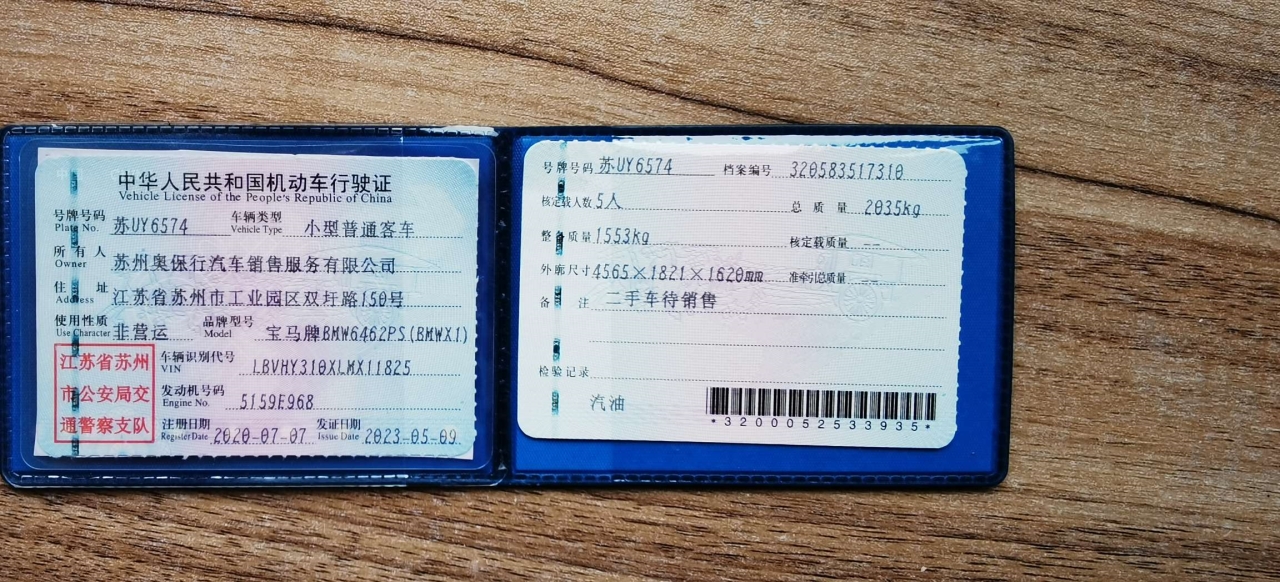 中华人民共和国机动车行驶证
Vehicle License of the People's Republic of China
号牌号码 Plate No. 苏UY6574 车辆类型 Vehicle Type 小型普通客车
所有人 Owner 苏州奥保行汽车销售服务有限公司
住址 Address 江苏省苏州市工业园区双圩路150号
使用性质 Use Character 非营运 品牌型号 Model 宝马牌BMW6462PS(BMWX1)
江苏省苏州
市公安局交
通警察支队
车辆识别代号 VIN LBVHY310XLMX11825
发动机号码 Engine No. 5159E968
注册日期 Register Date 2020-07-07 发证日期 Issue Date 2023-05-09
号牌号码 苏UY6574 档案编号 320583517310
核定载人数 5人 总质量 2035kg
整备质量 1553kg 核定载质量 --
外廓尺寸 4565×1821×1620mm 准牵引总质量 --
备注 二手车待销售
检验记录
汽油
*3200052533935*